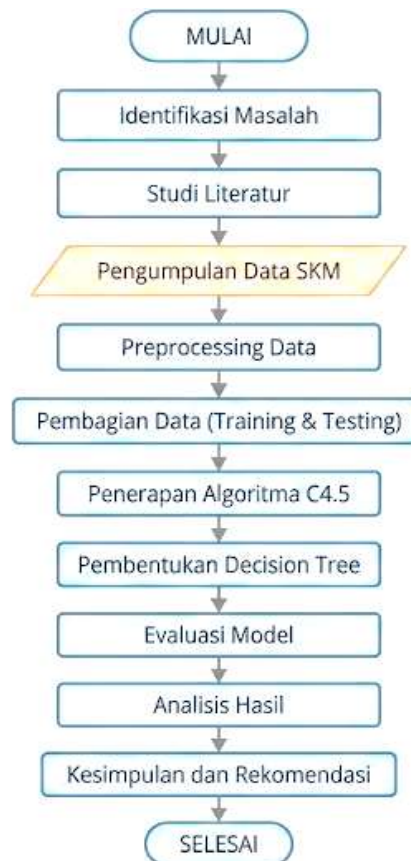 MULAI
Identifikasi Masalah
Studi Literatur
Pengumpulan Data SKM
Preprocessing Data
Pembagian Data (Training & Testing)
Penerapan Algoritma C4.5
Pembentukan Decision Tree
Evaluasi Model
Analisis Hasil
Kesimpulan dan Rekomendasi
SELESAI